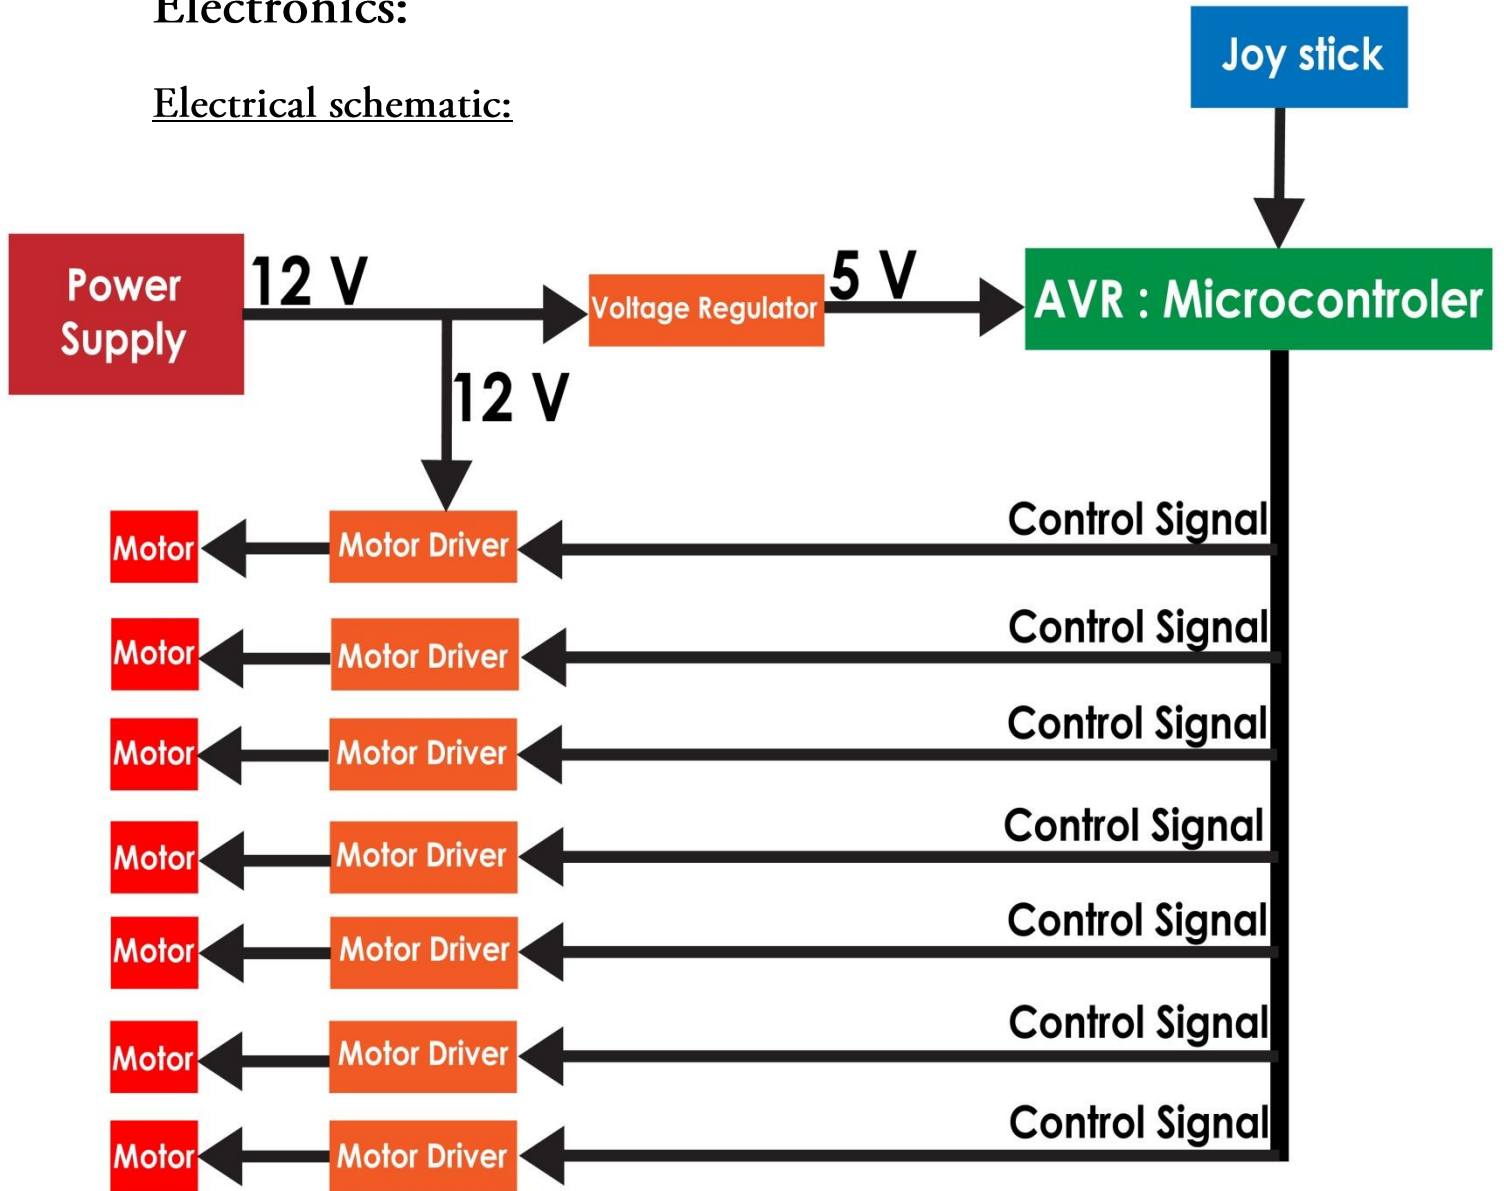 Electronics:
Joy stick
Electrical schematic:
Power
Supply
12 V
Voltage Regulator
5 V
AVR : Microcontroler
12 V
Control Signal
Motor
Motor Driver
Control Signal
Motor
Motor Driver
Control Signal
Motor
Motor Driver
Control Signal
Motor
Motor Driver
Control Signal
Motor
Motor Driver
Control Signal
Motor
Motor Driver
Control Signal
Motor
Motor Driver